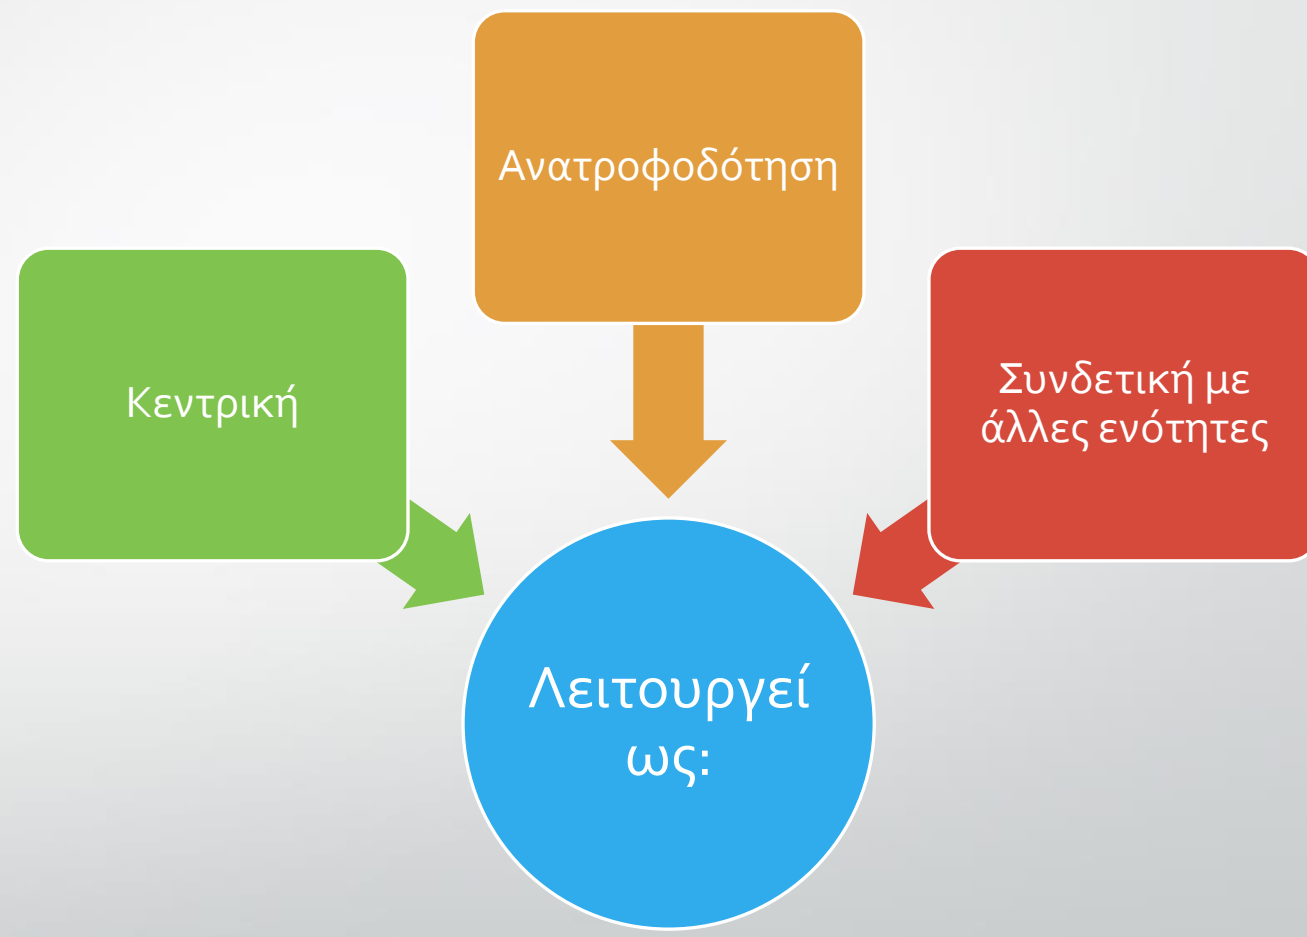 Ανατροφοδότηση
Κεντρική
Συνδετική με
άλλες ενότητες
Λειτουργεί
ως: